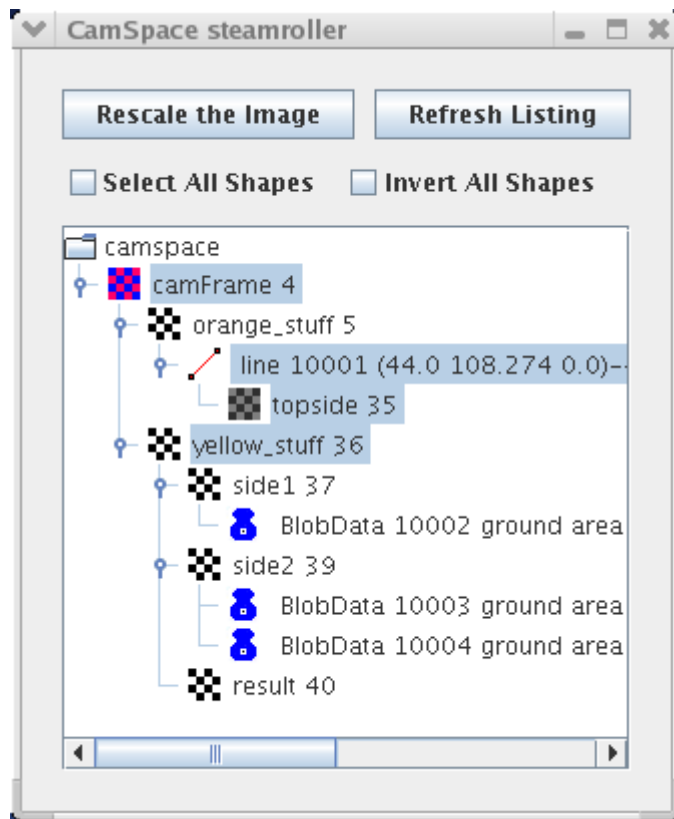 CamSpace steamroller
Rescale the Image
Refresh Listing
Select All Shapes
Invert All Shapes
camspace
camFrame 4
orange_stuff 5
line 10001 (44.0 108.274 0.0)--
topside 35
yellow_stuff 36
side1 37
BlobData 10002 ground area
side2 39
BlobData 10003 ground area
BlobData 10004 ground area
result 40